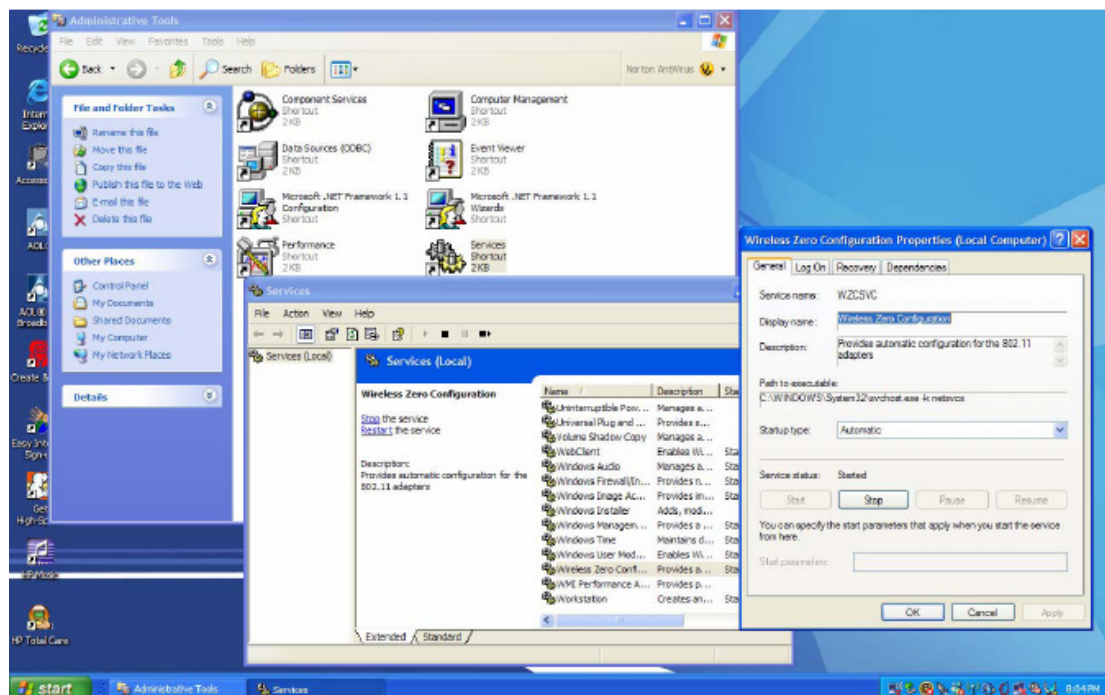 Administrative Tools
File Edit View Favorites Tools Help
Back Search Folders Norton AntiVirus
File and Folder Tasks
Rename this file
Move this file
Copy this file
Publish this file to the Web
E-mail this file
Delete this file
Other Places
Control Panel
My Documents
Shared Documents
My Computer
My Network Places
Details
Component Services
Shortcut
2 KB
Computer Management
Shortcut
2 KB
Data Sources (ODBC)
Shortcut
2 KB
Event Viewer
Shortcut
2 KB
Microsoft .NET Framework 1.1
Configuration
Shortcut
Microsoft .NET Framework 1.1
Wizards
Shortcut
Performance
Shortcut
2 KB
Services
Shortcut
2 KB
Services
File Action View Help
Services (Local)
Services (Local)
Wireless Zero Configuration
Stop the service
Restart the service
Description:
Provides automatic configuration for the
802.11 adapters
Name Description Sta
Uninterruptible Pow... Manages a...
Universal Plug and ... Provides s...
Volume Shadow Copy Manages a...
WebClient Enables Wi... Sta
Windows Audio Manages a... Sta
Windows Firewall/In... Provides n... Sta
Windows Image Ac... Provides im... Sta
Windows Installer Adds, modi...
Windows Managem... Provides a ... Sta
Windows Time Maintains d... Sta
Windows User Mod... Enables Wi... Sta
Wireless Zero Confi... Provides a... Sta
WMI Performance A... Provides p...
Workstation Creates an... Sta
Extended Standard
Wireless Zero Configuration Properties (Local Computer)
General Log On Recovery Dependencies
Service name: WZCSVC
Display name: Wireless Zero Configuration
Description: Provides automatic configuration for the 802.11
adapters
Path to executable:
C:\WINDOWS\System32\svchost.exe -k netsvcs
Startup type: Automatic
Service status: Started
Start Stop Pause Resume
You can specify the start parameters that apply when you start the service
from here.
Start parameters:
OK Cancel Apply
HP Total Care
start Administrative Tools Services 8:04 PM